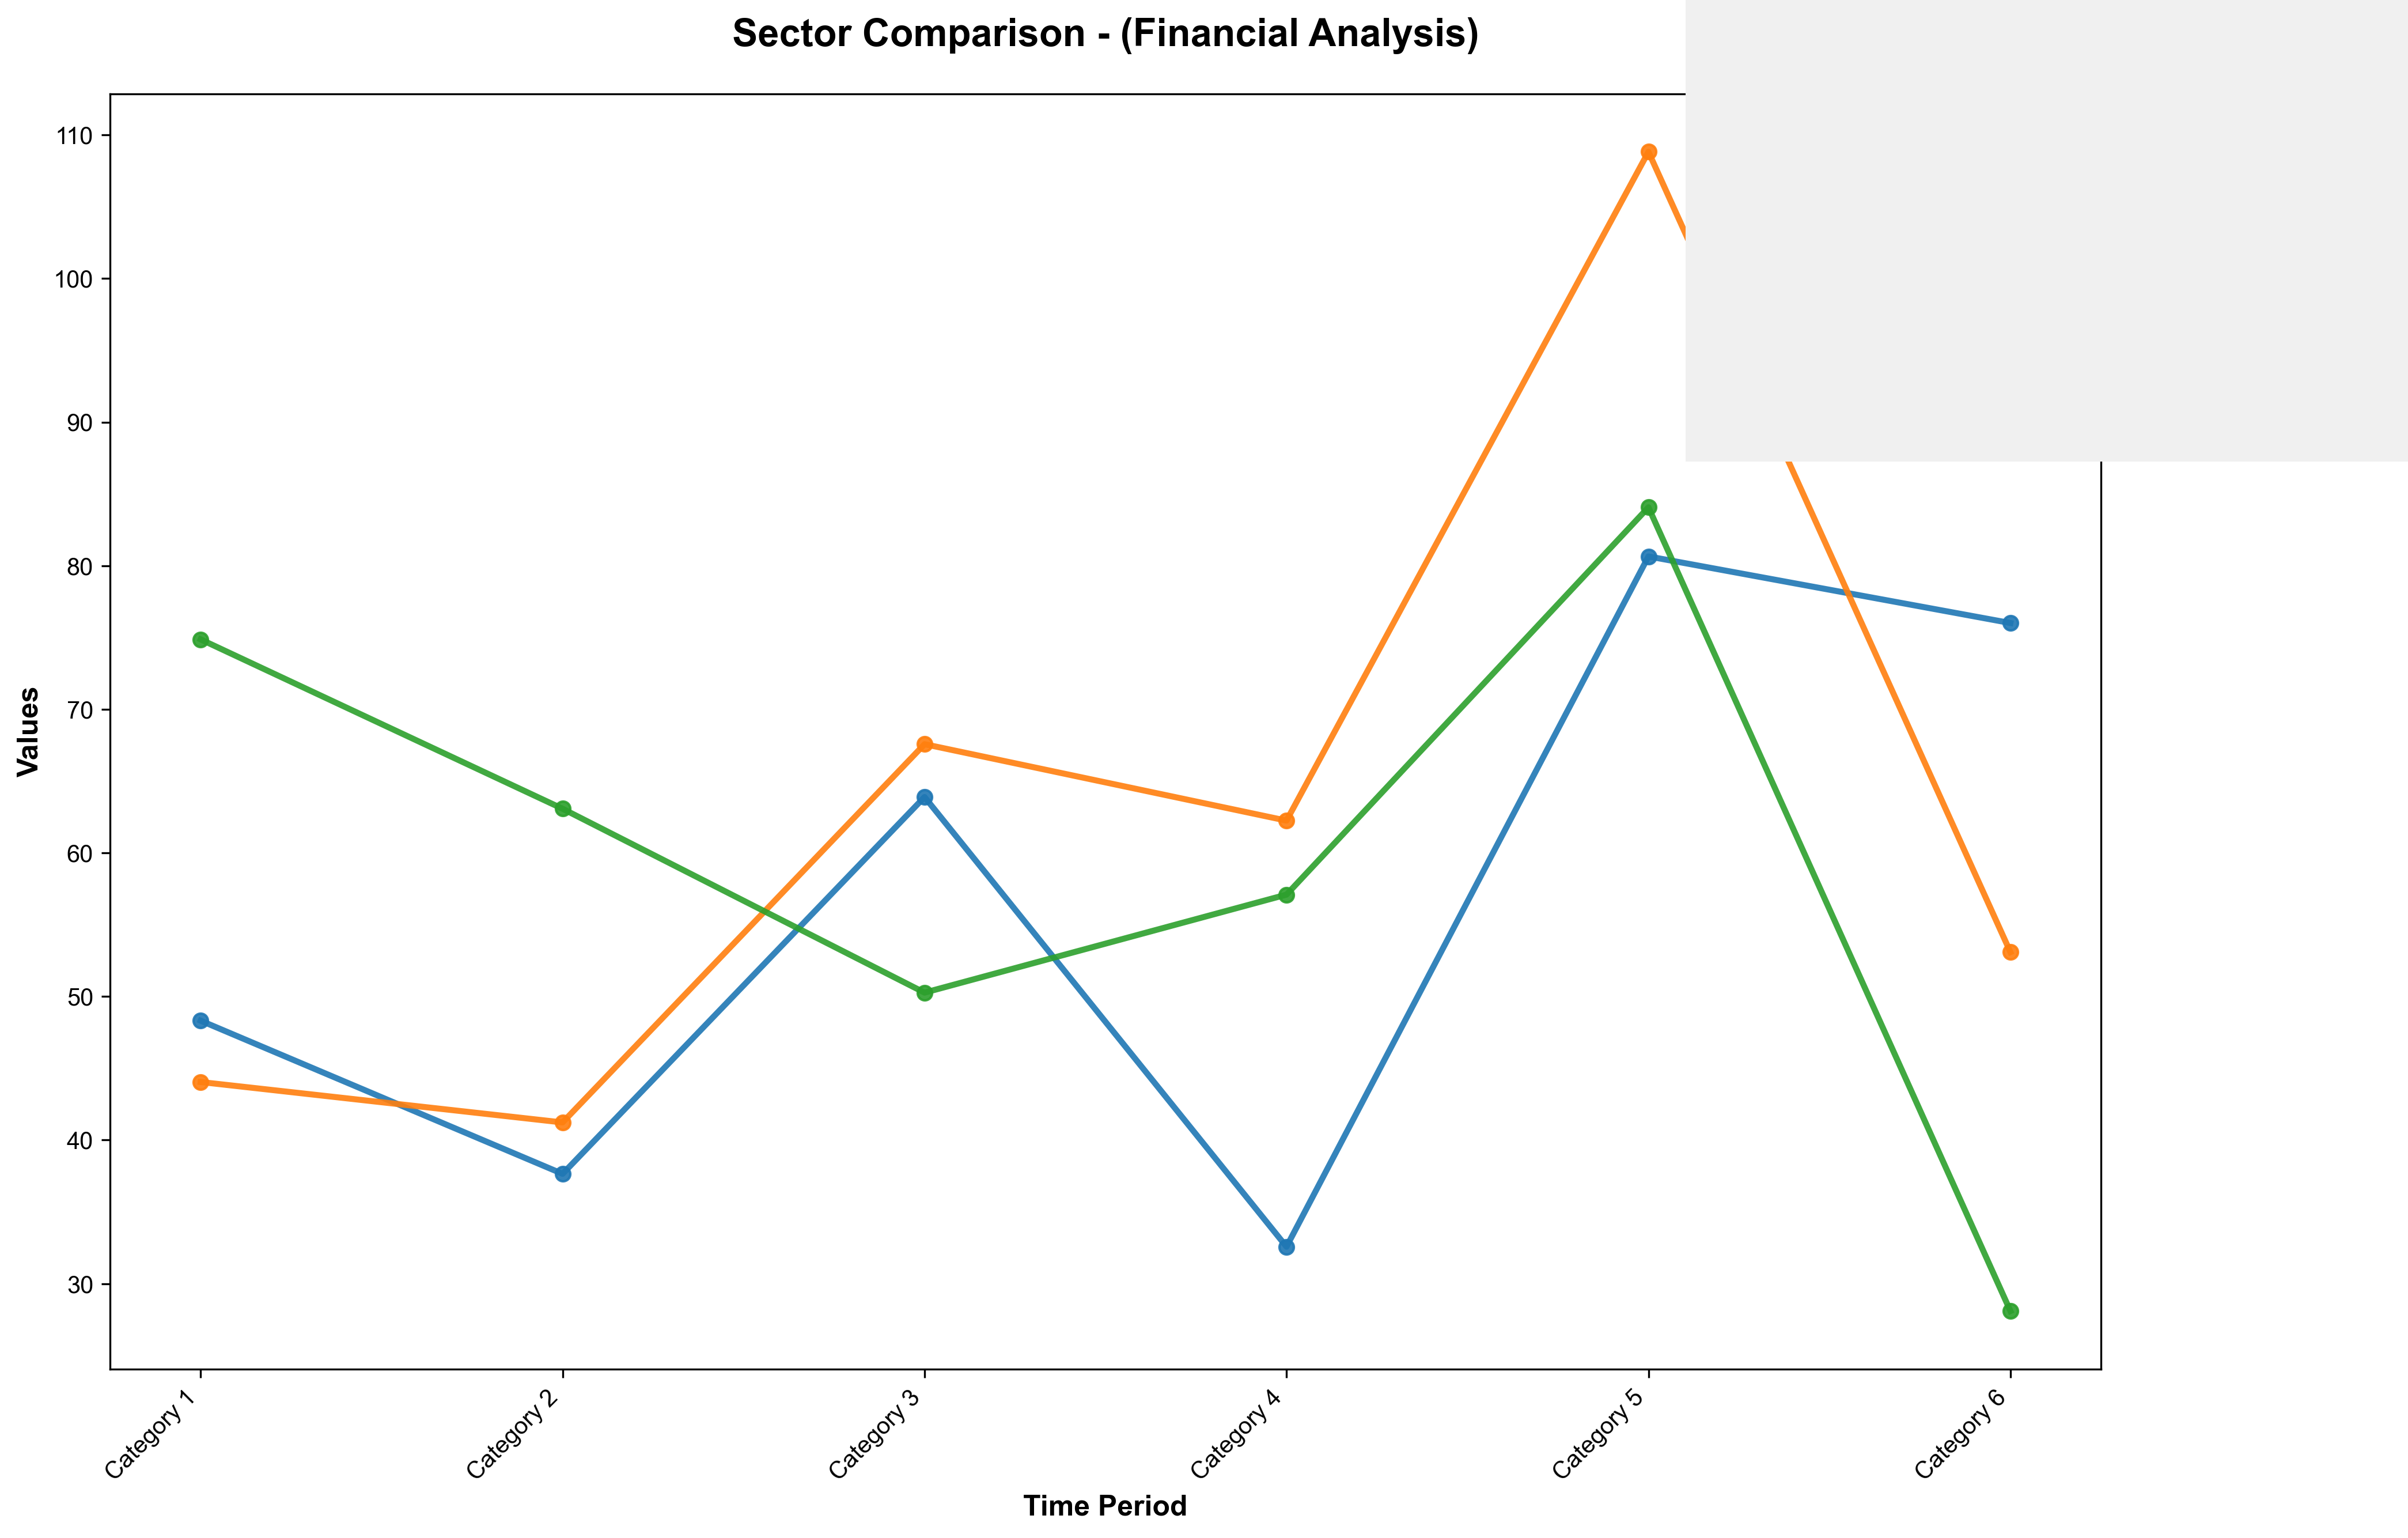 Sector Comparison - (Financial Analysis)
110
100
90
80
70
60
50
40
30
Values
Category 1
Category 2
Category 3
Category 4
Category 5
Category 6
Time Period